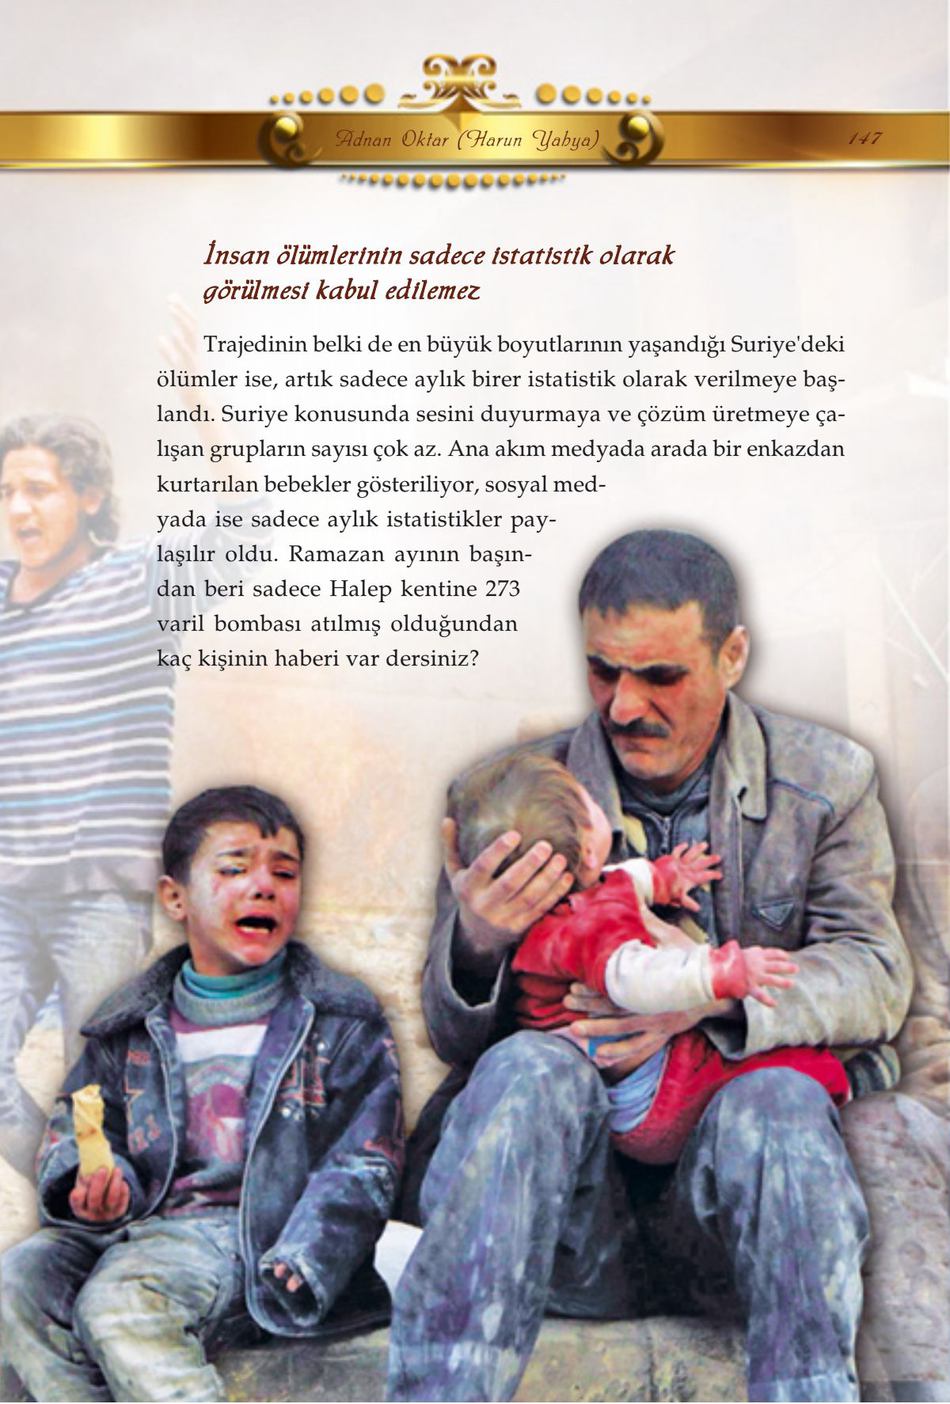 Adnan Oktar (Harun Yahya)
147
İnsan ölümlerinin sadece istatistik olarak
görülmesi kabul edilemez
Trajedinin belki de en büyük boyutlarının yaşandığı Suriye'deki
ölümler ise, artık sadece aylık birer istatistik olarak verilmeye baş-
landı. Suriye konusunda sesini duyurmaya ve çözüm üretmeye ça-
lışan grupların sayısı çok az. Ana akım medyada arada bir enkazdan
kurtarılan bebekler gösteriliyor, sosyal med-
yada ise sadece aylık istatistikler pay-
laşılır oldu. Ramazan ayının başın-
dan beri sadece Halep kentine 273
varil bombası atılmış olduğundan
kaç kişinin haberi var dersiniz?